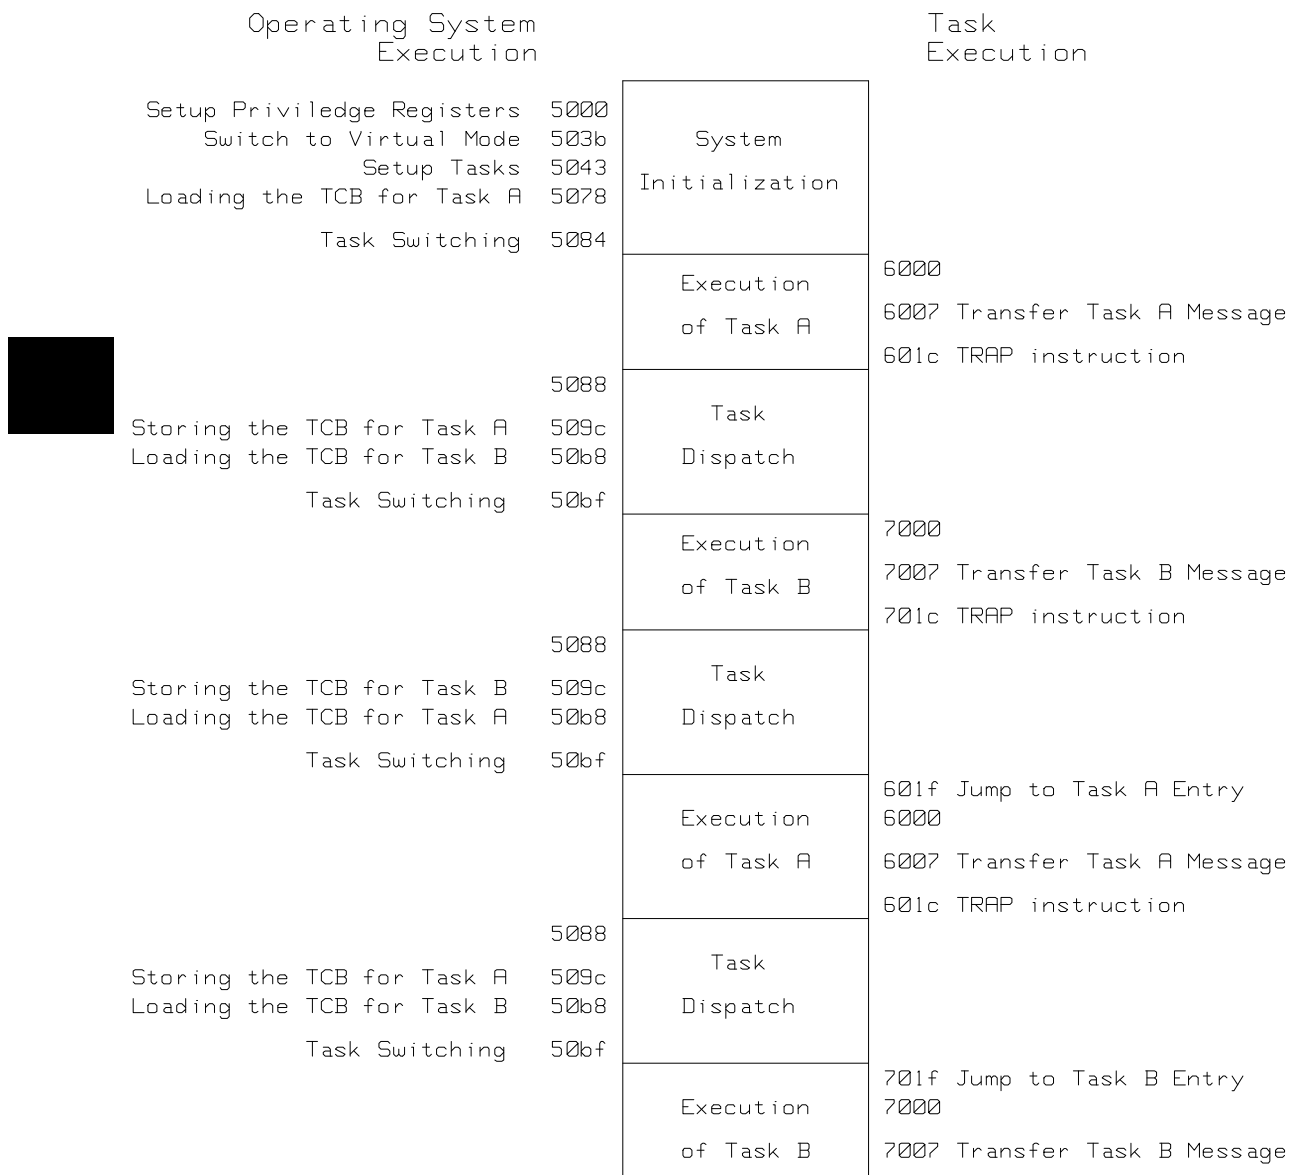 Operating System
Execution
Task
Execution
Setup Priviledge Registers 5000
Switch to Virtual Mode 503b
Setup Tasks 5043
Loading the TCB for Task A 5078
Task Switching 5084
System
Initialization
6000
Execution
6007 Transfer Task A Message
of Task A
601c TRAP instruction
5088
Task
Storing the TCB for Task A 509c
Loading the TCB for Task B 50b8
Dispatch
Task Switching 50bf
7000
Execution
7007 Transfer Task B Message
of Task B
701c TRAP instruction
5088
Task
Storing the TCB for Task B 509c
Loading the TCB for Task A 50b8
Dispatch
Task Switching 50bf
601f Jump to Task A Entry
Execution
6000
of Task A
6007 Transfer Task A Message
601c TRAP instruction
5088
Task
Storing the TCB for Task A 509c
Loading the TCB for Task B 50b8
Dispatch
Task Switching 50bf
701f Jump to Task B Entry
Execution
7000
of Task B
7007 Transfer Task B Message